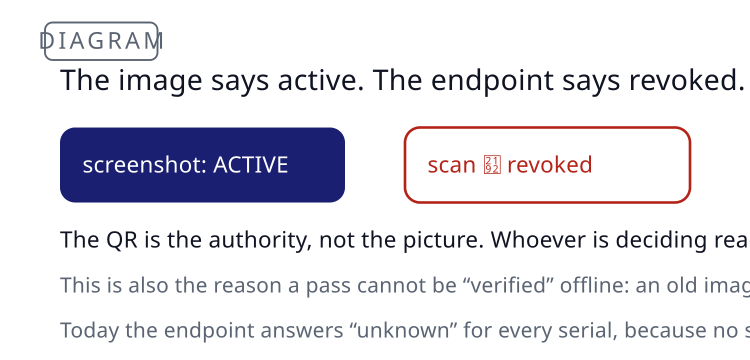 DIAGRAM
The image says active. The endpoint says revoked.
screenshot: ACTIVE
scan revoked
The QR is the authority, not the picture. Whoever is deciding
This is also the reason a pass cannot be “verified” offline: an old
Today the endpoint answers “unknown” for every serial, because no